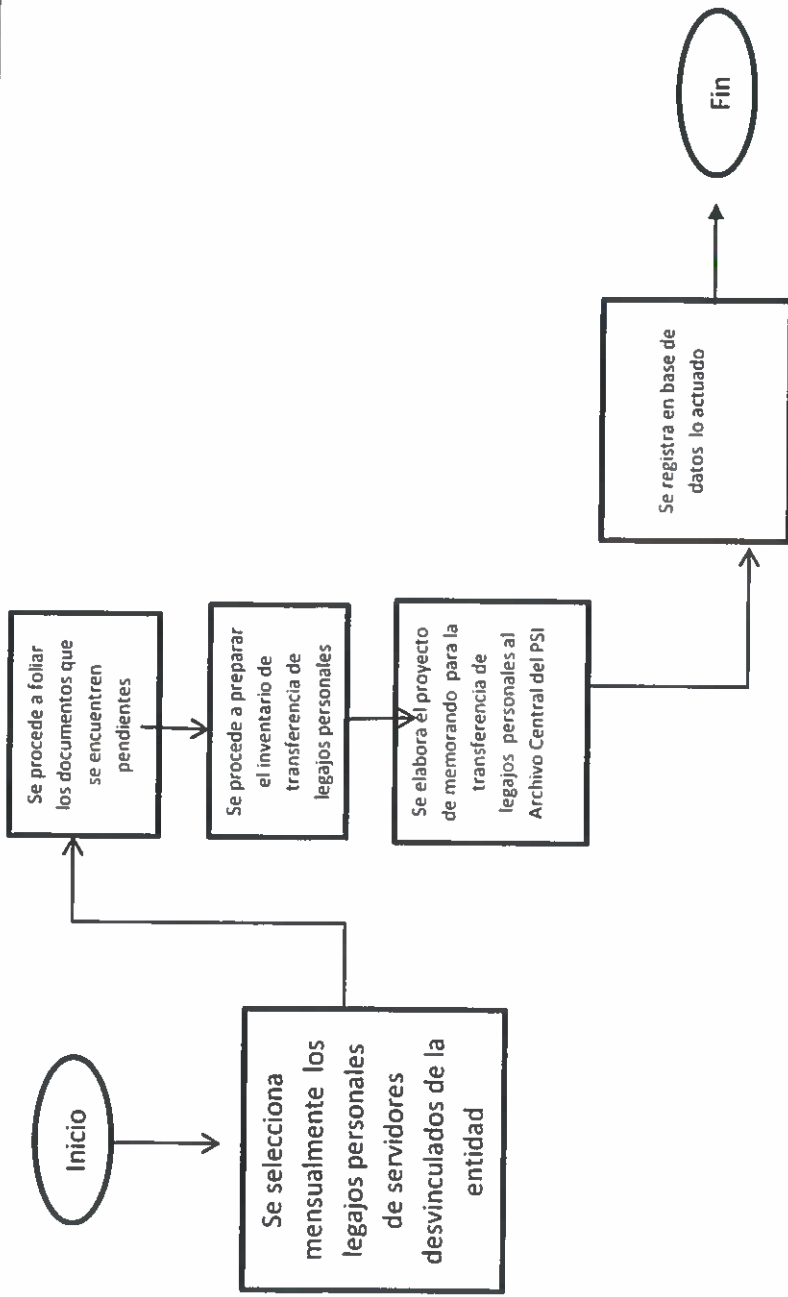 Inicio
Se selecciona
mensualmente los
legajos personales
de servidores
desvinculados de la
entidad
Se procede a foliar
los documentos que
se encuentren
pendientes
Se procede a preparar
el inventario de
transferencia de
legajos personales
Se elabora el proyecto
de memorando para la
transferencia de
legajos personales al
Archivo Central del PSI
Se registra en base de
datos lo actuado
Fin